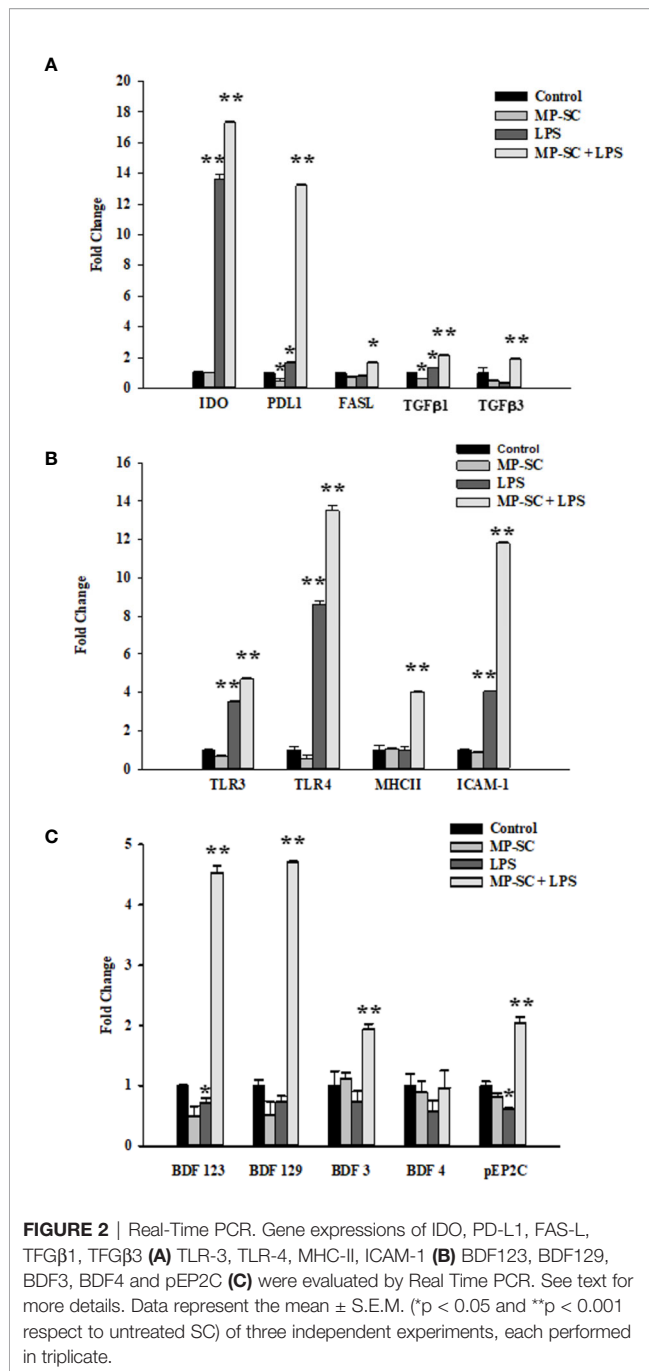 A
20
18
16
14
12
10
8
6
4
2
0
Fold Change
Control
MP-SC
LPS
MP-SC + LPS
**
**
**
*
*
*
*
*
**
**
IDO PDL1 FASL TGFβ1 TGFβ3
B
16
14
12
10
8
6
4
2
0
Fold Change
Control
MP-SC
LPS
MP-SC + LPS
**
**
**
**
**
**
**
TLR3 TLR4 MHCII ICAM-1
C
5
4
3
2
1
0
Fold Change
Control
MP-SC
LPS
MP-SC + LPS
*
**
**
**
*
**
BDF 123 BDF 129 BDF 3 BDF 4 pEP2C
FIGURE 2 | Real-Time PCR. Gene expressions of IDO, PD-L1, FAS-L,
TFGβ1, TFGβ3 (A) TLR-3, TLR-4, MHC-II, ICAM-1 (B) BDF123, BDF129,
BDF3, BDF4 and pEP2C (C) were evaluated by Real Time PCR. See text for
more details. Data represent the mean ± S.E.M. (*p < 0.05 and **p < 0.001
respect to untreated SC) of three independent experiments, each performed
in triplicate.